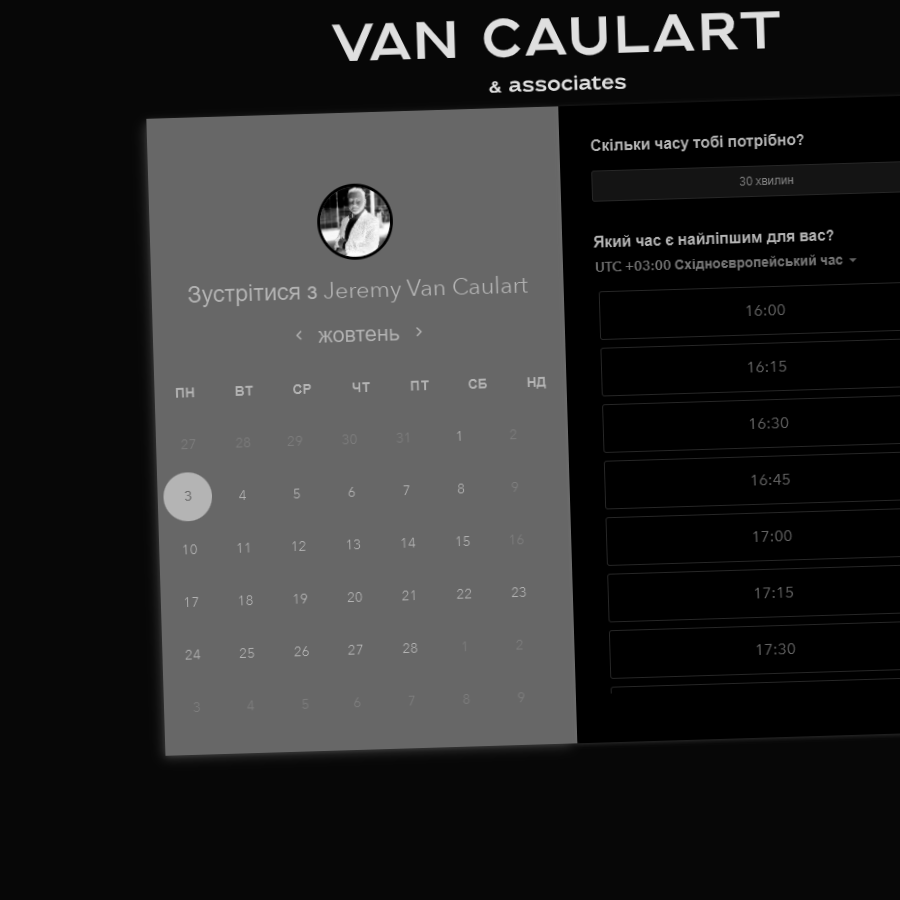 VAN CAULART
& associates
Зустрітися з Jeremy Van Caulart
жовтень
ПН ВТ СР ЧТ ПТ СБ НД
27 28 29 30 31 1 2
3 4 5 6 7 8 9
10 11 12 13 14 15 16
17 18 19 20 21 22 23
24 25 26 27 28 1 2
3 4 5 6 7 8 9
Скільки часу тобі потрібно?
30 хвилин
Який час є найліпшим для вас?
UTC +03:00 Східноєвропейський час
16:00
16:15
16:30
16:45
17:00
17:15
17:30